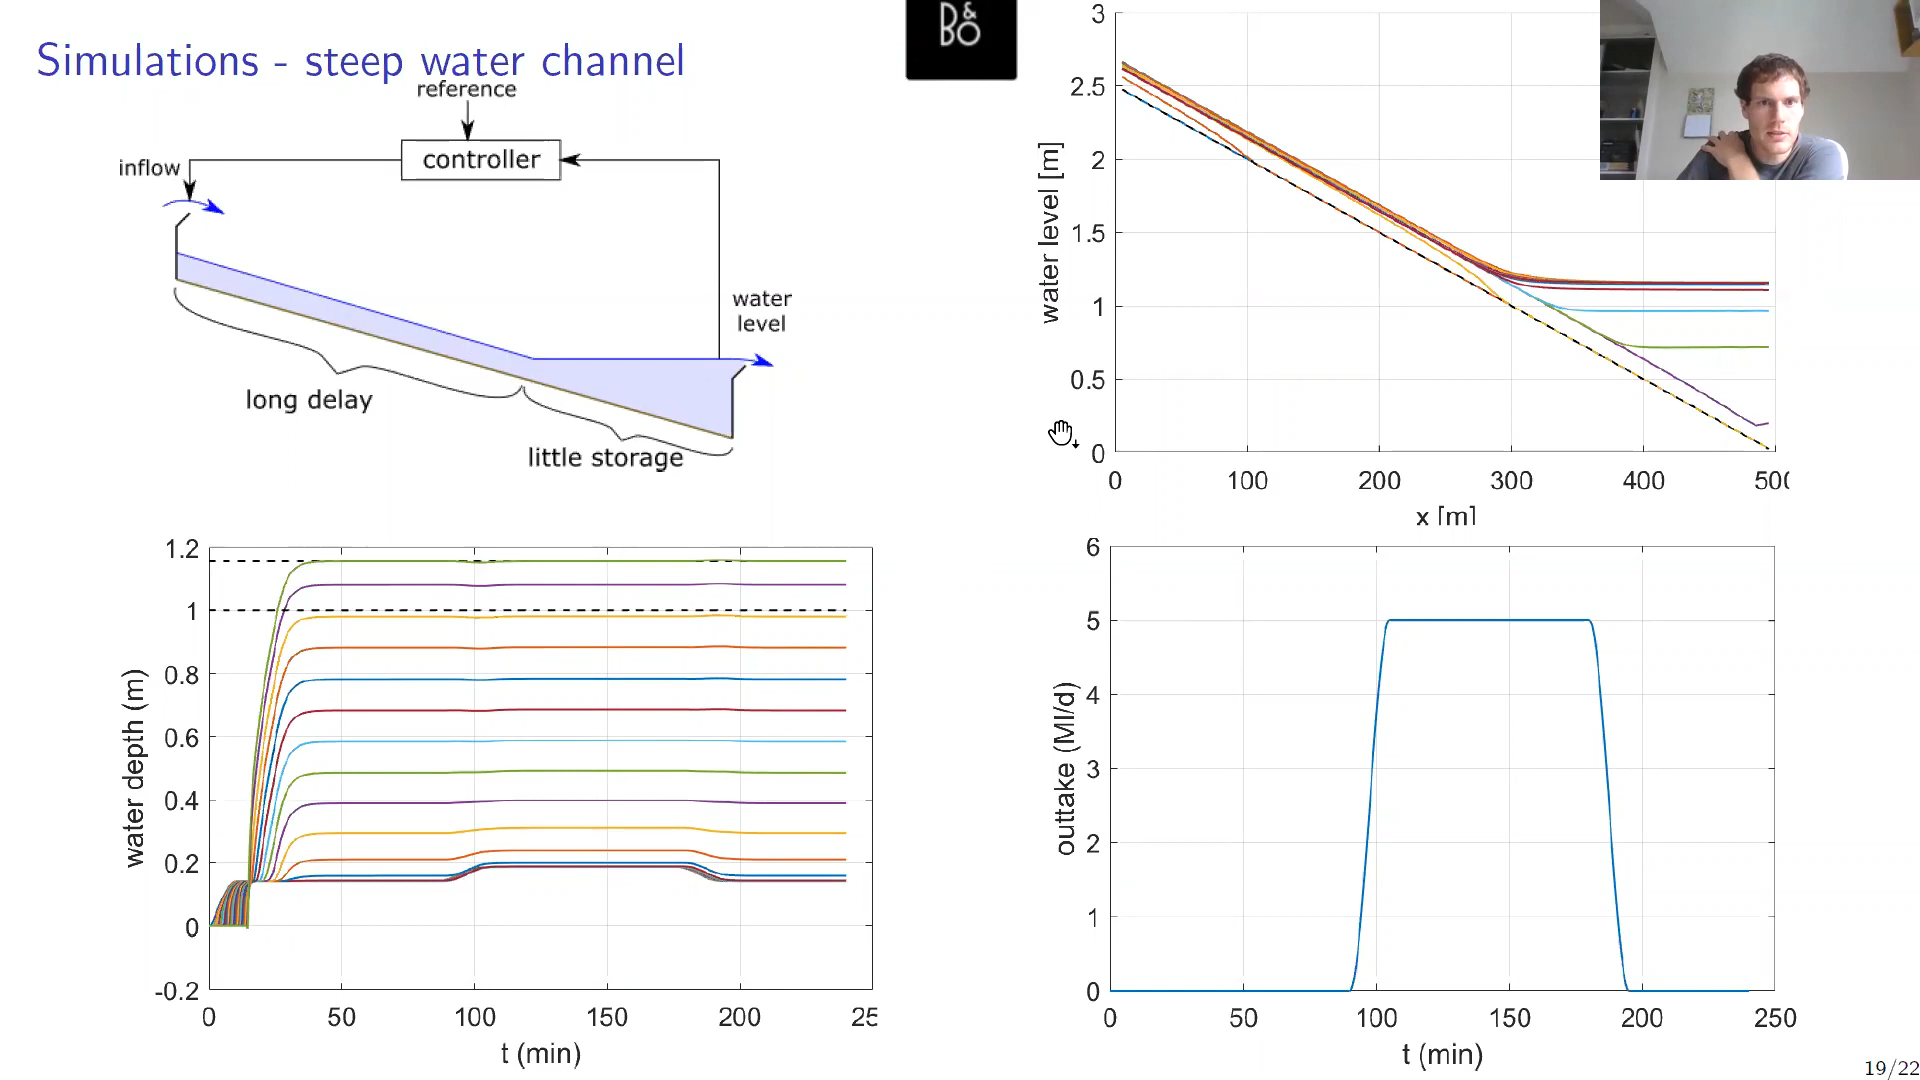 Simulations - steep water channel
reference
controller
inflow
water
level
long delay
little storage
B&O
3
2.5
2
1.5
1
0.5
0
water level [m]
0 100 200 300 400 500
x [m]
1.2
1
0.8
0.6
0.4
0.2
0
-0.2
water depth (m)
0 50 100 150 200 25
t (min)
6
5
4
3
2
1
0
outtake (Ml/d)
0 50 100 150 200 250
t (min)
19/22